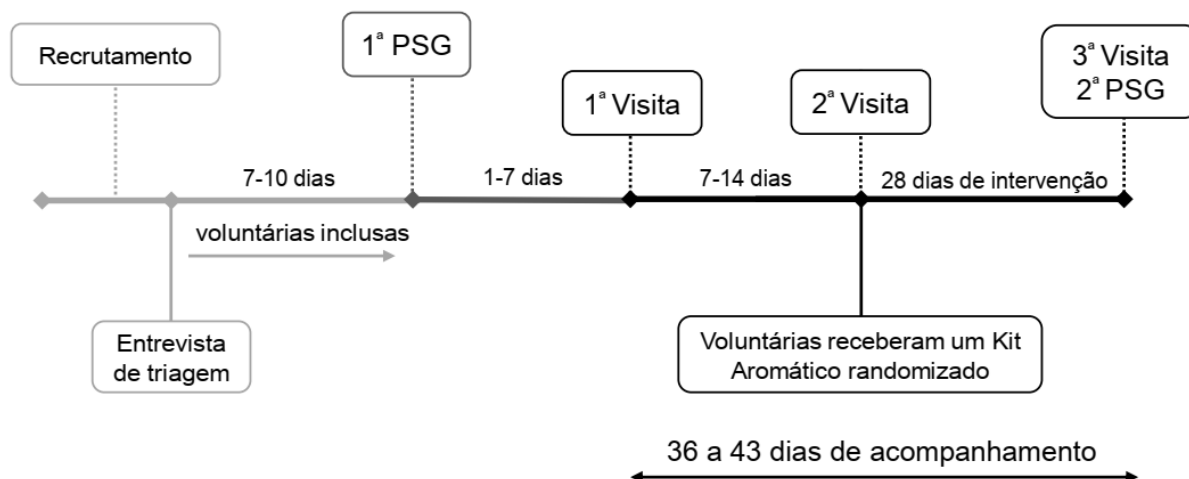 Recrutamento
1ª PSG
3ª Visita
2ª PSG
1ª Visita
2ª Visita
7-10 dias
1-7 dias
7-14 dias
28 dias de intervenção
voluntárias inclusas
Entrevista
de triagem
Voluntárias receberam um Kit
Aromático randomizado
36 a 43 dias de acompanhamento